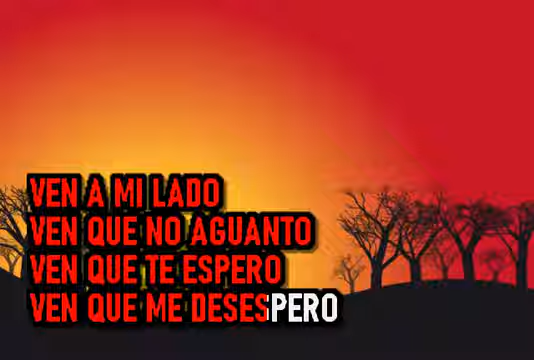 VEN A MI LADO
VEN QUE NO AGUANTO
VEN QUE TE ESPERO
VEN QUE ME DESESPERO